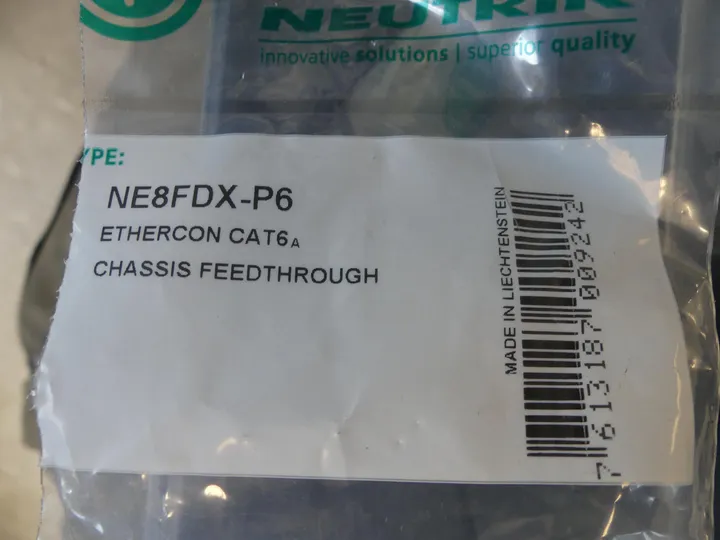 NEUTRIK
innovative solutions | superior quality
YPE:
NE8FDX-P6
ETHERCON CAT6A
CHASSIS FEEDTHROUGH
MADE IN LIECHTENSTEIN
7 613187 009242